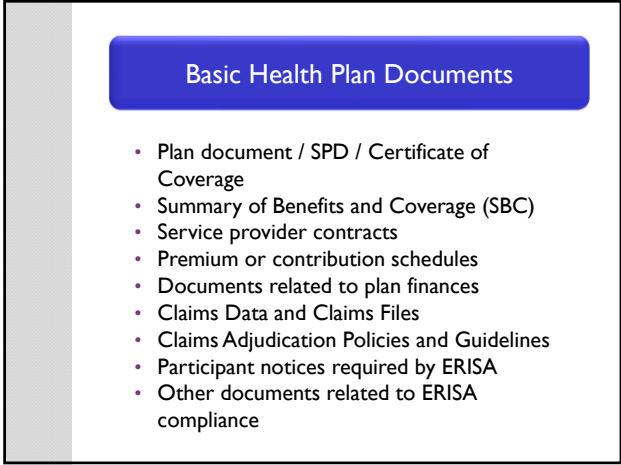 Basic Health Plan Documents
• Plan document / SPD / Certificate of
Coverage
• Summary of Benefits and Coverage (SBC)
• Service provider contracts
• Premium or contribution schedules
• Documents related to plan finances
• Claims Data and Claims Files
• Claims Adjudication Policies and Guidelines
• Participant notices required by ERISA
• Other documents related to ERISA
compliance